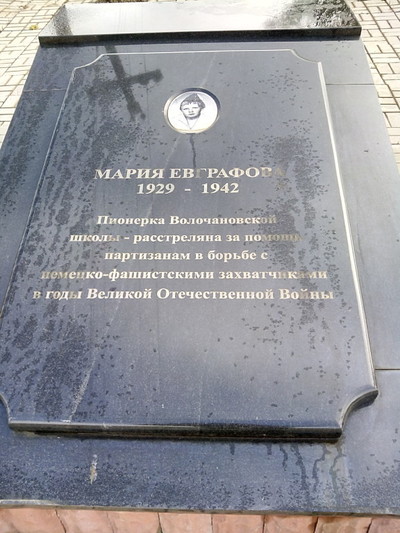 МАРИЯ ЕВГРАФОВА
1929 - 1942
Пионерка Волочановской
школы - расстреляна за помощь
партизанам в борьбе с
немецко-фашистскими захватчиками
в годы Великой Отечественной Войны